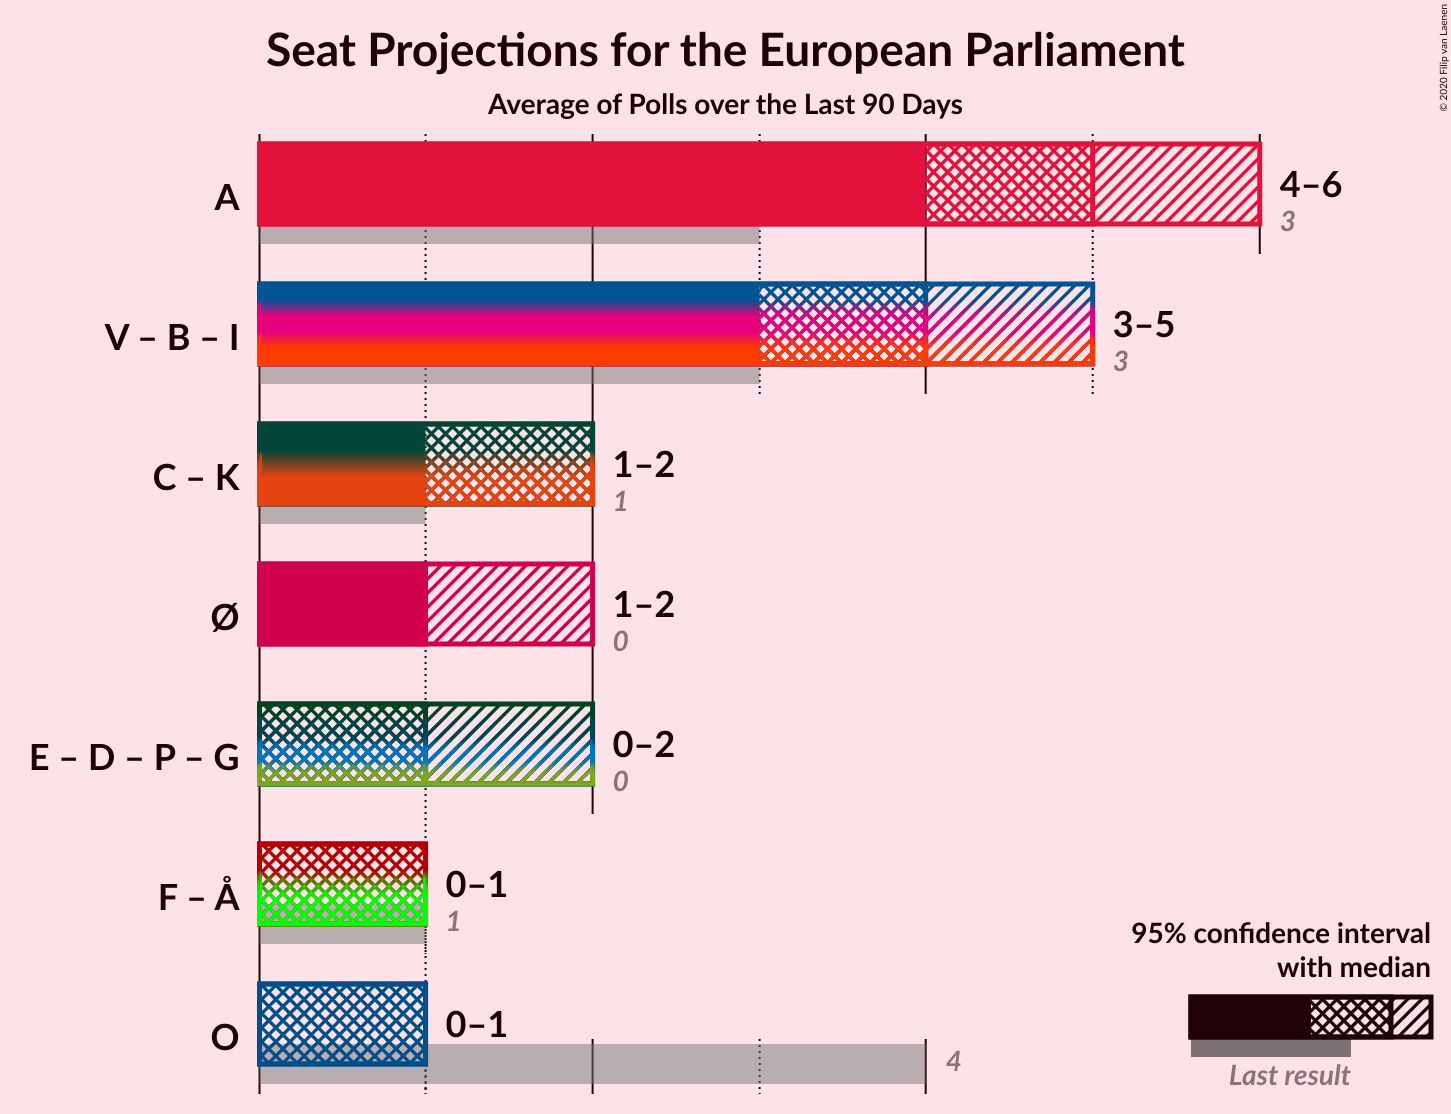 Seat Projections for the European Parliament
Average of Polls over the Last 90 Days
© 2020 Filip van Laenen
A
4–6
3
V – B – I
3–5
3
C – K
1–2
1
Ø
1–2
0
E – D – P – G
0–2
0
F – Å
0–1
1
O
0–1
4
95% confidence interval
with median
Last result